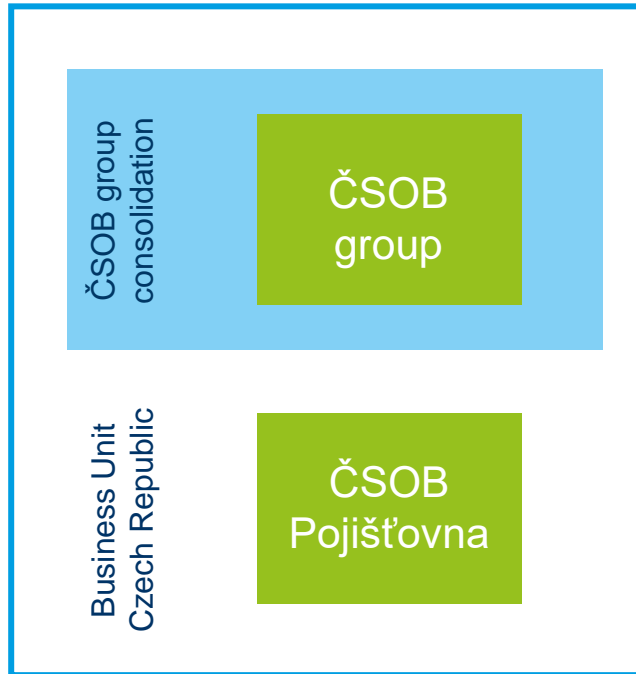 ČSOB group
consolidation
ČSOB
group
Business Unit
Czech Republic
ČSOB
Pojišťovna